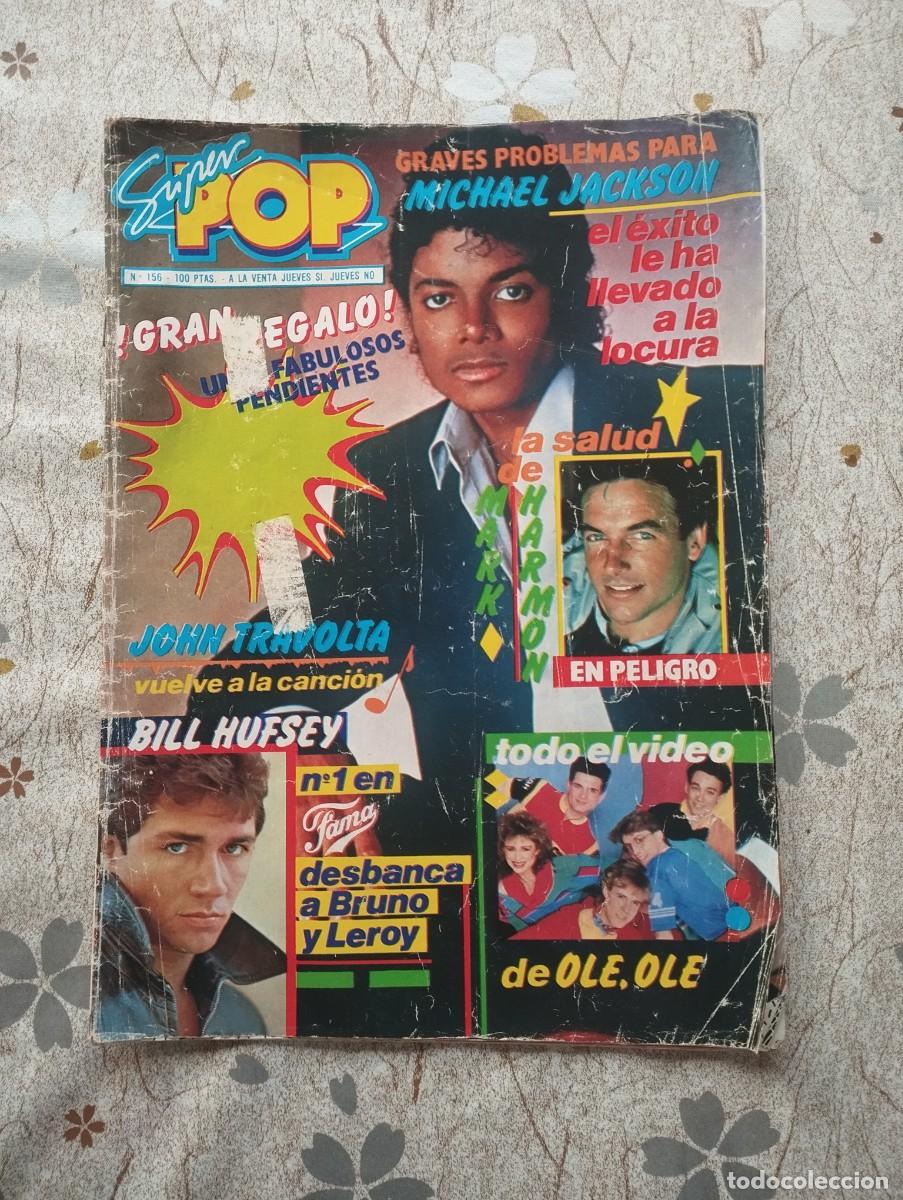 Super
POP
Nº 156 - 100 PTAS. - A LA VENTA JUEVES SI, JUEVES NO
GRAVES PROBLEMAS PARA
MICHAEL JACKSON
el éxito
le ha
llevado
a la
locura
¡GRAN EGALO!
FABULOSOS
PENDIENTES
la salud
de
MARK
HARMON
EN PELIGRO
JOHN TRAVOLTA
vuelve a la canción
BILL HUFSEY
nº1 en
Fama
desbanca
a Bruno
y Leroy
todo el video
de OLE, OLE
todocoleccion